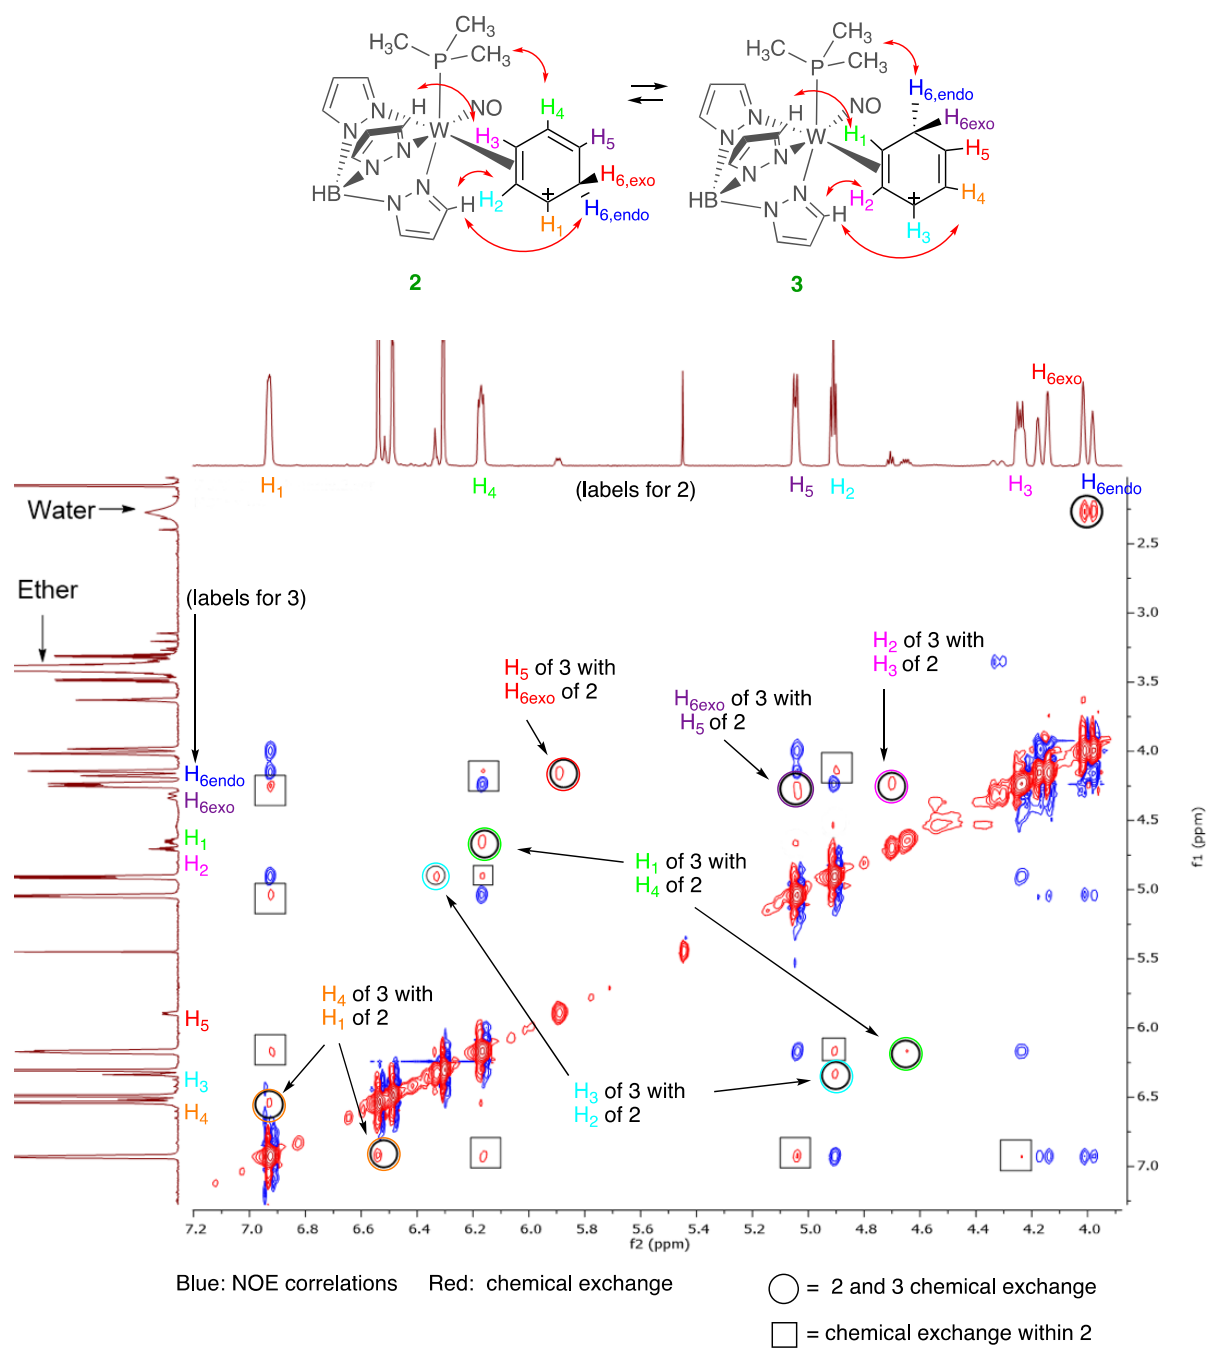 CH3
H3C CH3
P
H
N N NO
W
H4
H3 H5
N
N N
N
H6,exo
HB N H H2
H1 H6,endo
2
CH3
H3C CH3
P
H
N N NO
W
H6,endo
H6exo
H1
H5
N
N N
N
H4
HB N H H2
H3
3
H6exo
H1 H4 (labels for 2) H5 H2 H3 H6endo
Water
Ether
(labels for 3)
H2 of 3 with
H3 of 2
H5 of 3 with
H6exo of 2
H6exo of 3 with
H5 of 2
H6endo
H6exo
H1
H2
H1 of 3 with
H4 of 2
H4 of 3 with
H1 of 2
H5
H3
H4
H3 of 3 with
H2 of 2
2.5
3.0
3.5
4.0
4.5
5.0
5.5
6.0
6.5
7.0
f1 (ppm)
7.2 7.0 6.8 6.6 6.4 6.2 6.0 5.8 5.6 5.4 5.2 5.0 4.8 4.6 4.4 4.2 4.0
f2 (ppm)
Blue: NOE correlations Red: chemical exchange
= 2 and 3 chemical exchange
= chemical exchange within 2